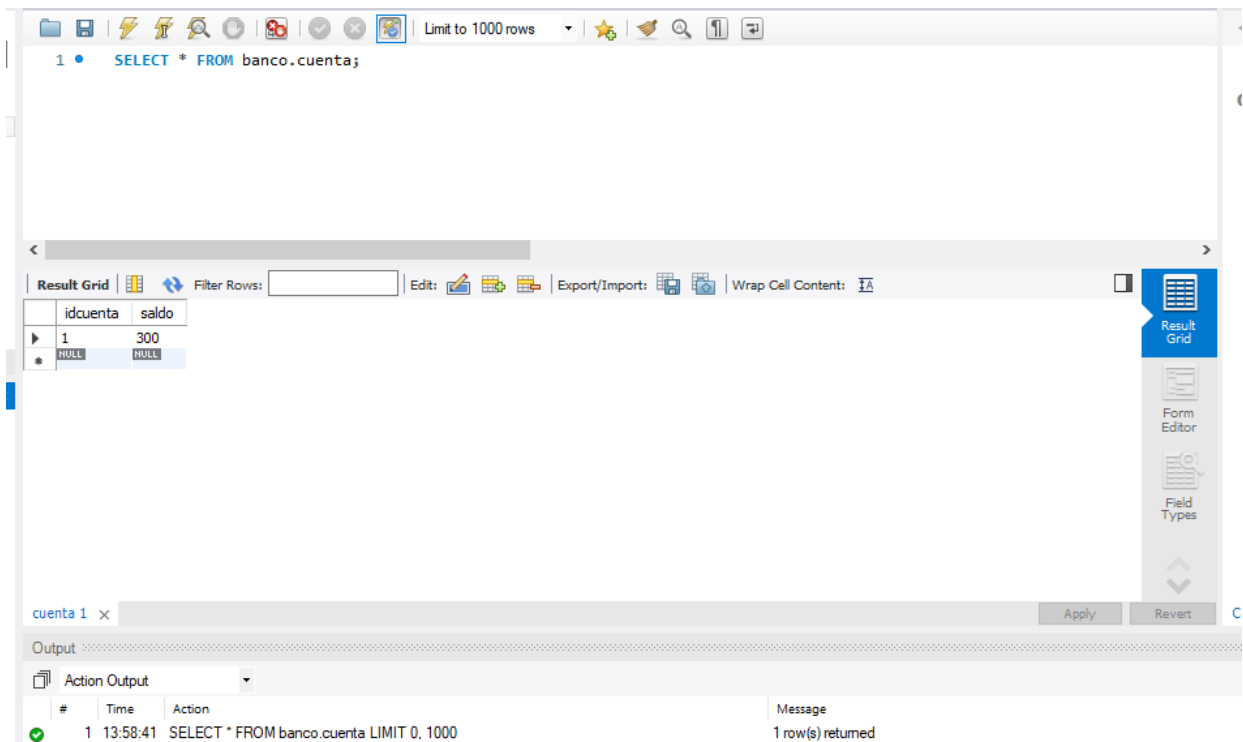 Limit to 1000 rows
1 SELECT * FROM banco.cuenta;
Result Grid Filter Rows: Edit: Export/Import: Wrap Cell Content:
idcuenta saldo
1 300
NULL NULL
Result
Grid
Form
Editor
Field
Types
cuenta 1 Apply Revert
Output
Action Output
# Time Action Message
1 13:58:41 SELECT * FROM banco.cuenta LIMIT 0, 1000 1 row(s) returned